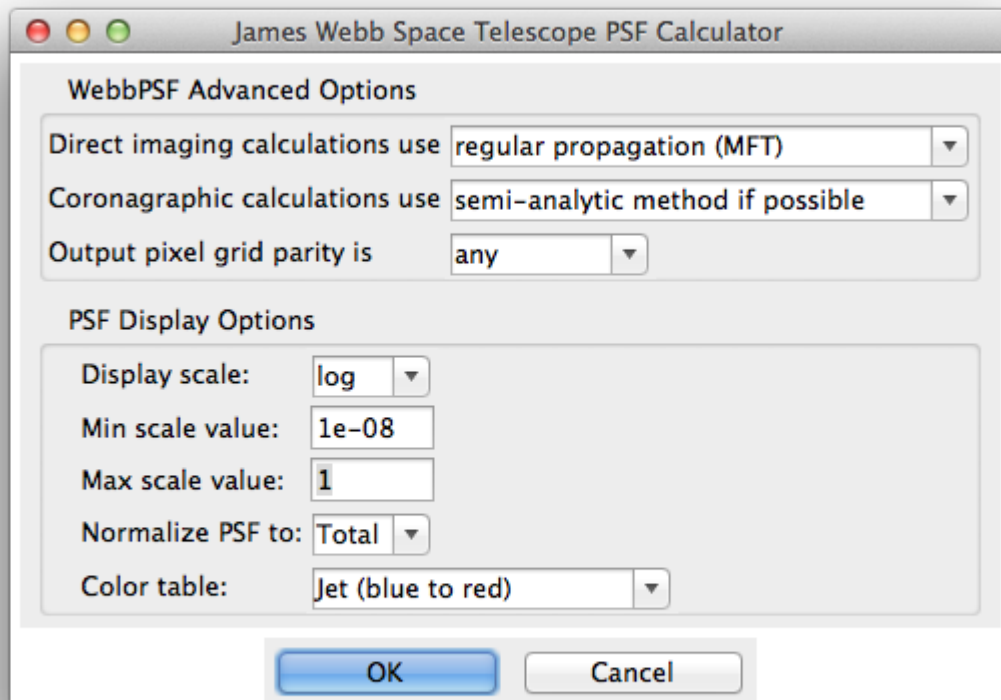 James Webb Space Telescope PSF Calculator
WebbPSF Advanced Options
Direct imaging calculations use regular propagation (MFT)
Coronagraphic calculations use semi-analytic method if possible
Output pixel grid parity is any
PSF Display Options
Display scale: log
Min scale value: 1e-08
Max scale value: 1
Normalize PSF to: Total
Color table: Jet (blue to red)
OK Cancel